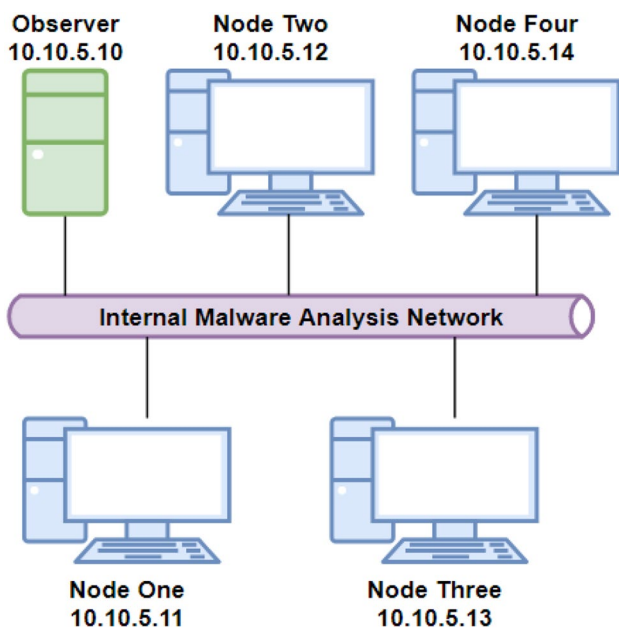 Observer
10.10.5.10
Node Two
10.10.5.12
Node Four
10.10.5.14
Internal Malware Analysis Network
Node One
10.10.5.11
Node Three
10.10.5.13